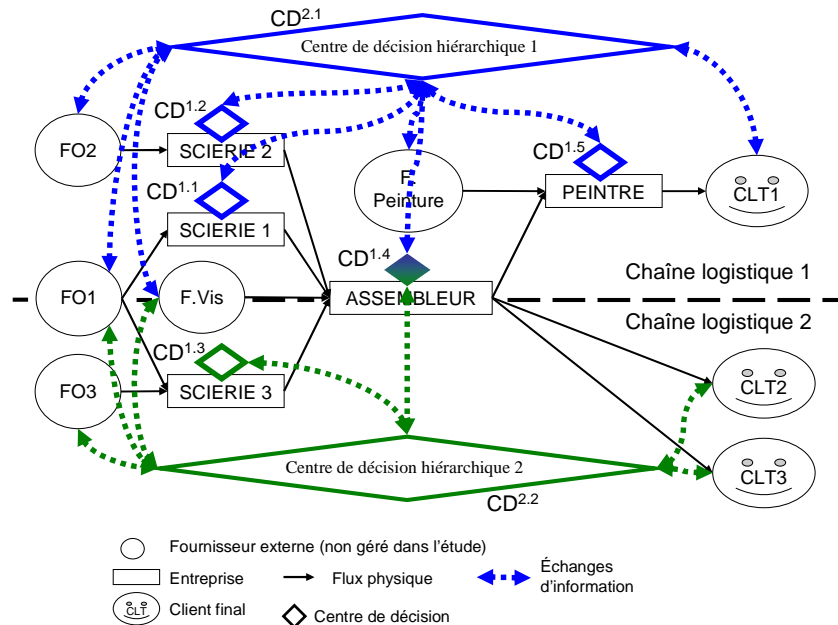 CD2.1
Centre de décision hiérarchique 1
CD1.2
FO2
SCIERIE 2
CD1.1
SCIERIE 1
F.
Peinture
CD1.5
PEINTRE
CLT1
CD1.4
Chaîne logistique 1
FO1
F.Vis
ASSEMBLEUR
Chaîne logistique 2
CD1.3
FO3
SCIERIE 3
CLT2
Centre de décision hiérarchique 2
CLT3
CD2.2
Fournisseur externe (non géré dans l'étude)
Entreprise
Flux physique
Échanges
d'information
CLT
Client final
Centre de décision